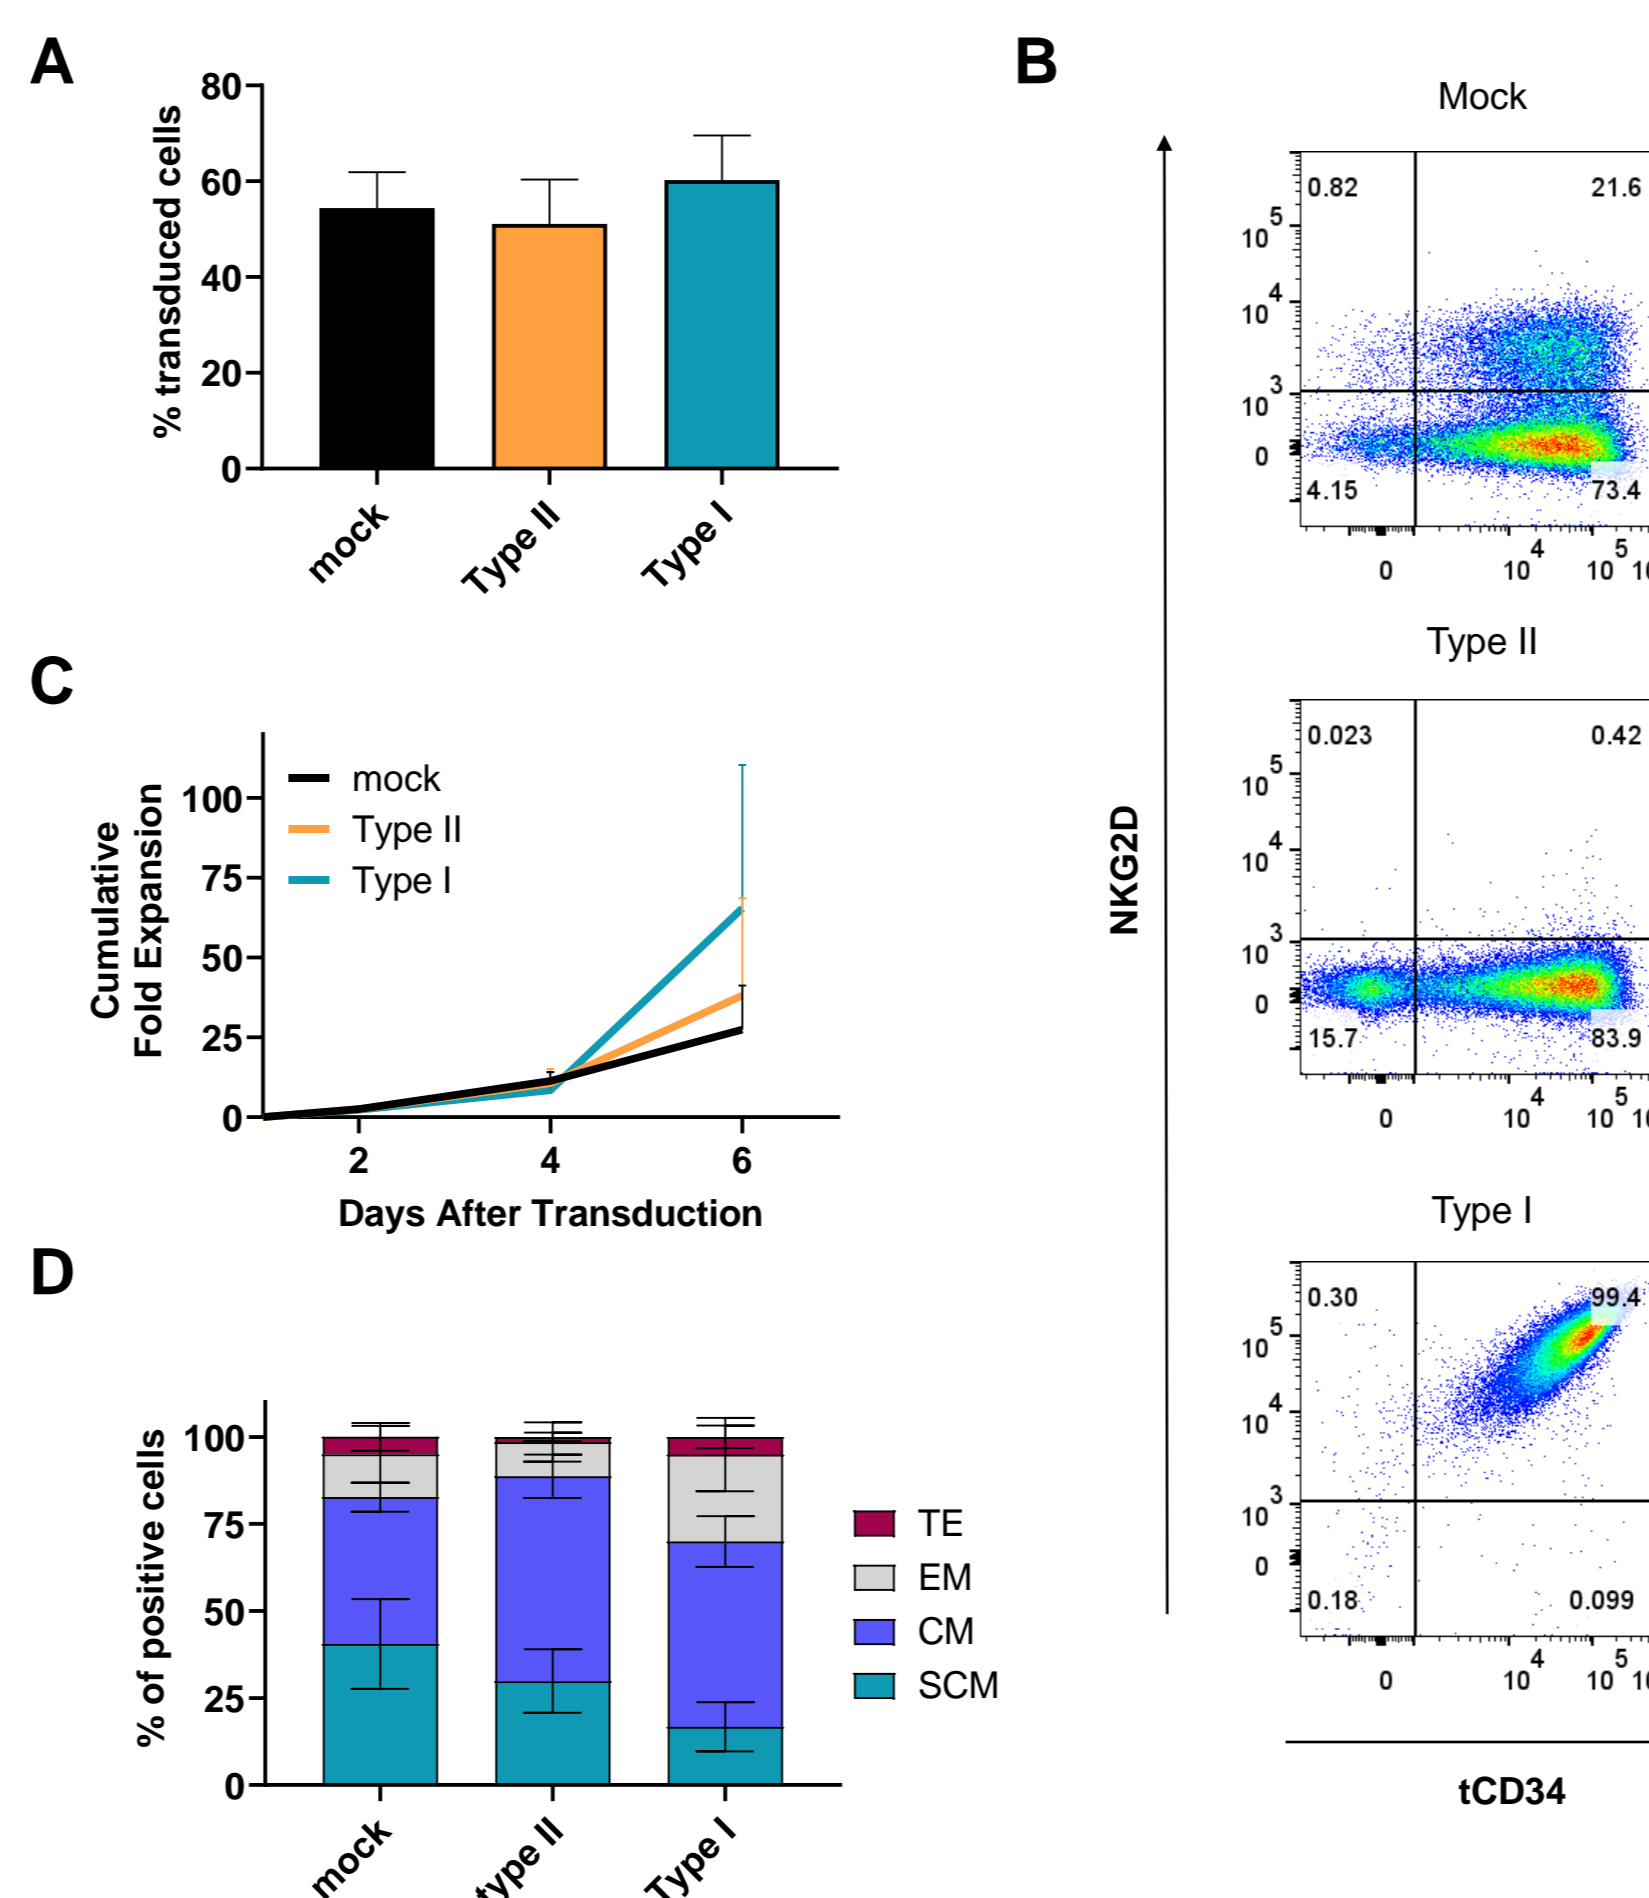 A
% transduced cells
80
60
40
20
0
mock
Type II
Type I
B
NKG2D
Mock
0.82
21.6
4.15
73.4
10 5
10 4
10 3
0
0
10 4
10 5
Type II
0.023
0.42
15.7
83.9
10 5
10 4
10 3
0
0
10 4
10 5
Type I
0.30
99.4
0.18
0.099
10 5
10 4
10 3
0
0
10 4
10 5
tCD34
C
Cumulative
Fold Expansion
100
75
50
25
0
mock
Type II
Type I
2
4
6
Days After Transduction
D
% of positive cells
100
75
50
25
0
mock
type II
Type I
TE
EM
CM
SCM